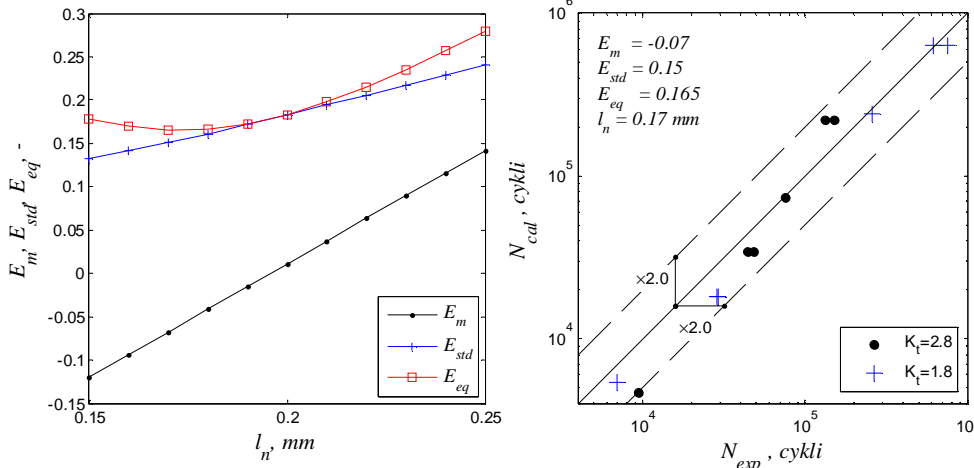 0.3
0.25
0.2
0.15
0.1
0.05
0
-0.05
-0.1
-0.15
0.15
0.2
0.25
E_m, E_std, E_eq, -
l_n, mm
E_m
E_std
E_eq
10^6
10^5
10^4
10^4
10^5
10
N_cal, cykli
N_exp, cykli
E_m = -0.07
E_std = 0.15
E_eq = 0.165
l_n = 0.17 mm
×2.0
×2.0
K_t=2.8
K_t=1.8